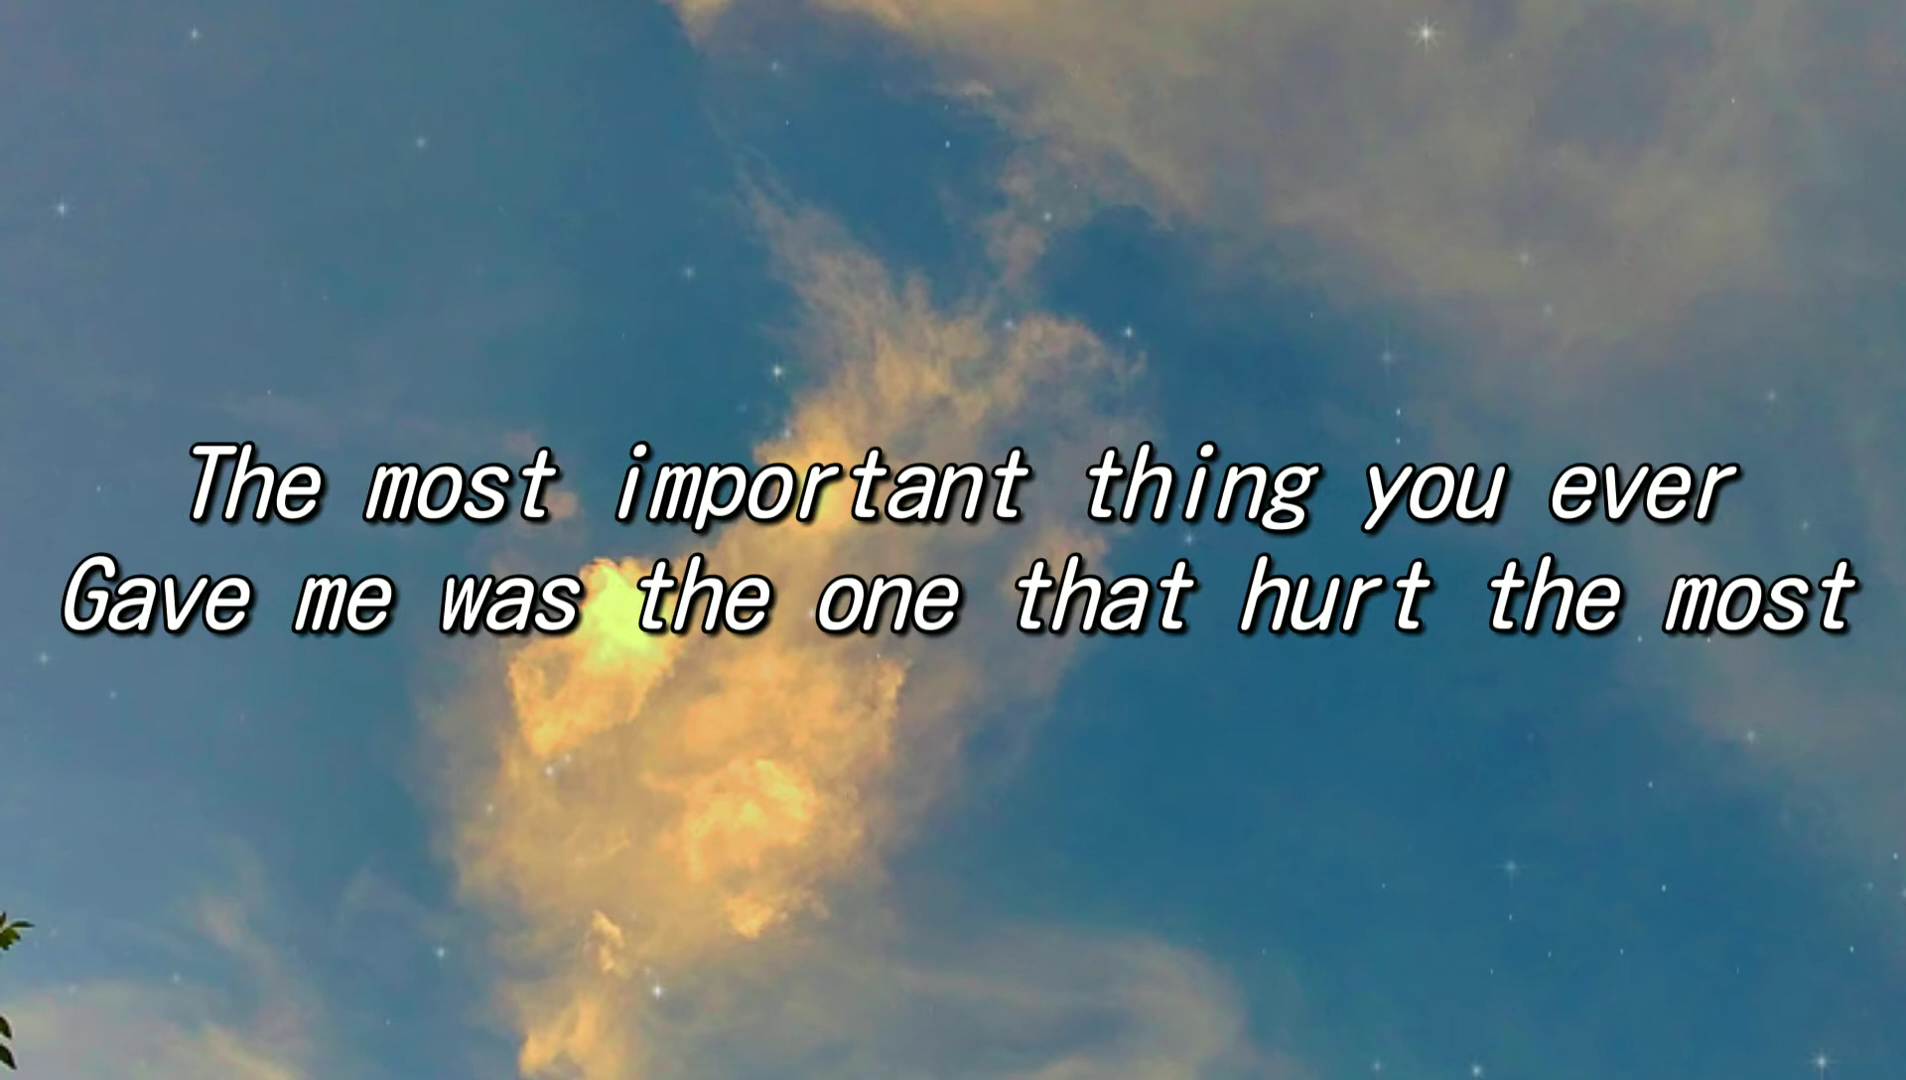 The most important thing you ever
Gave me was the one that hurt the most